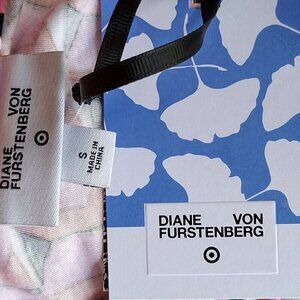 DIANE VON
FURSTENBERG
S
MADE IN
CHINA
DIANE VON
FURSTENBERG